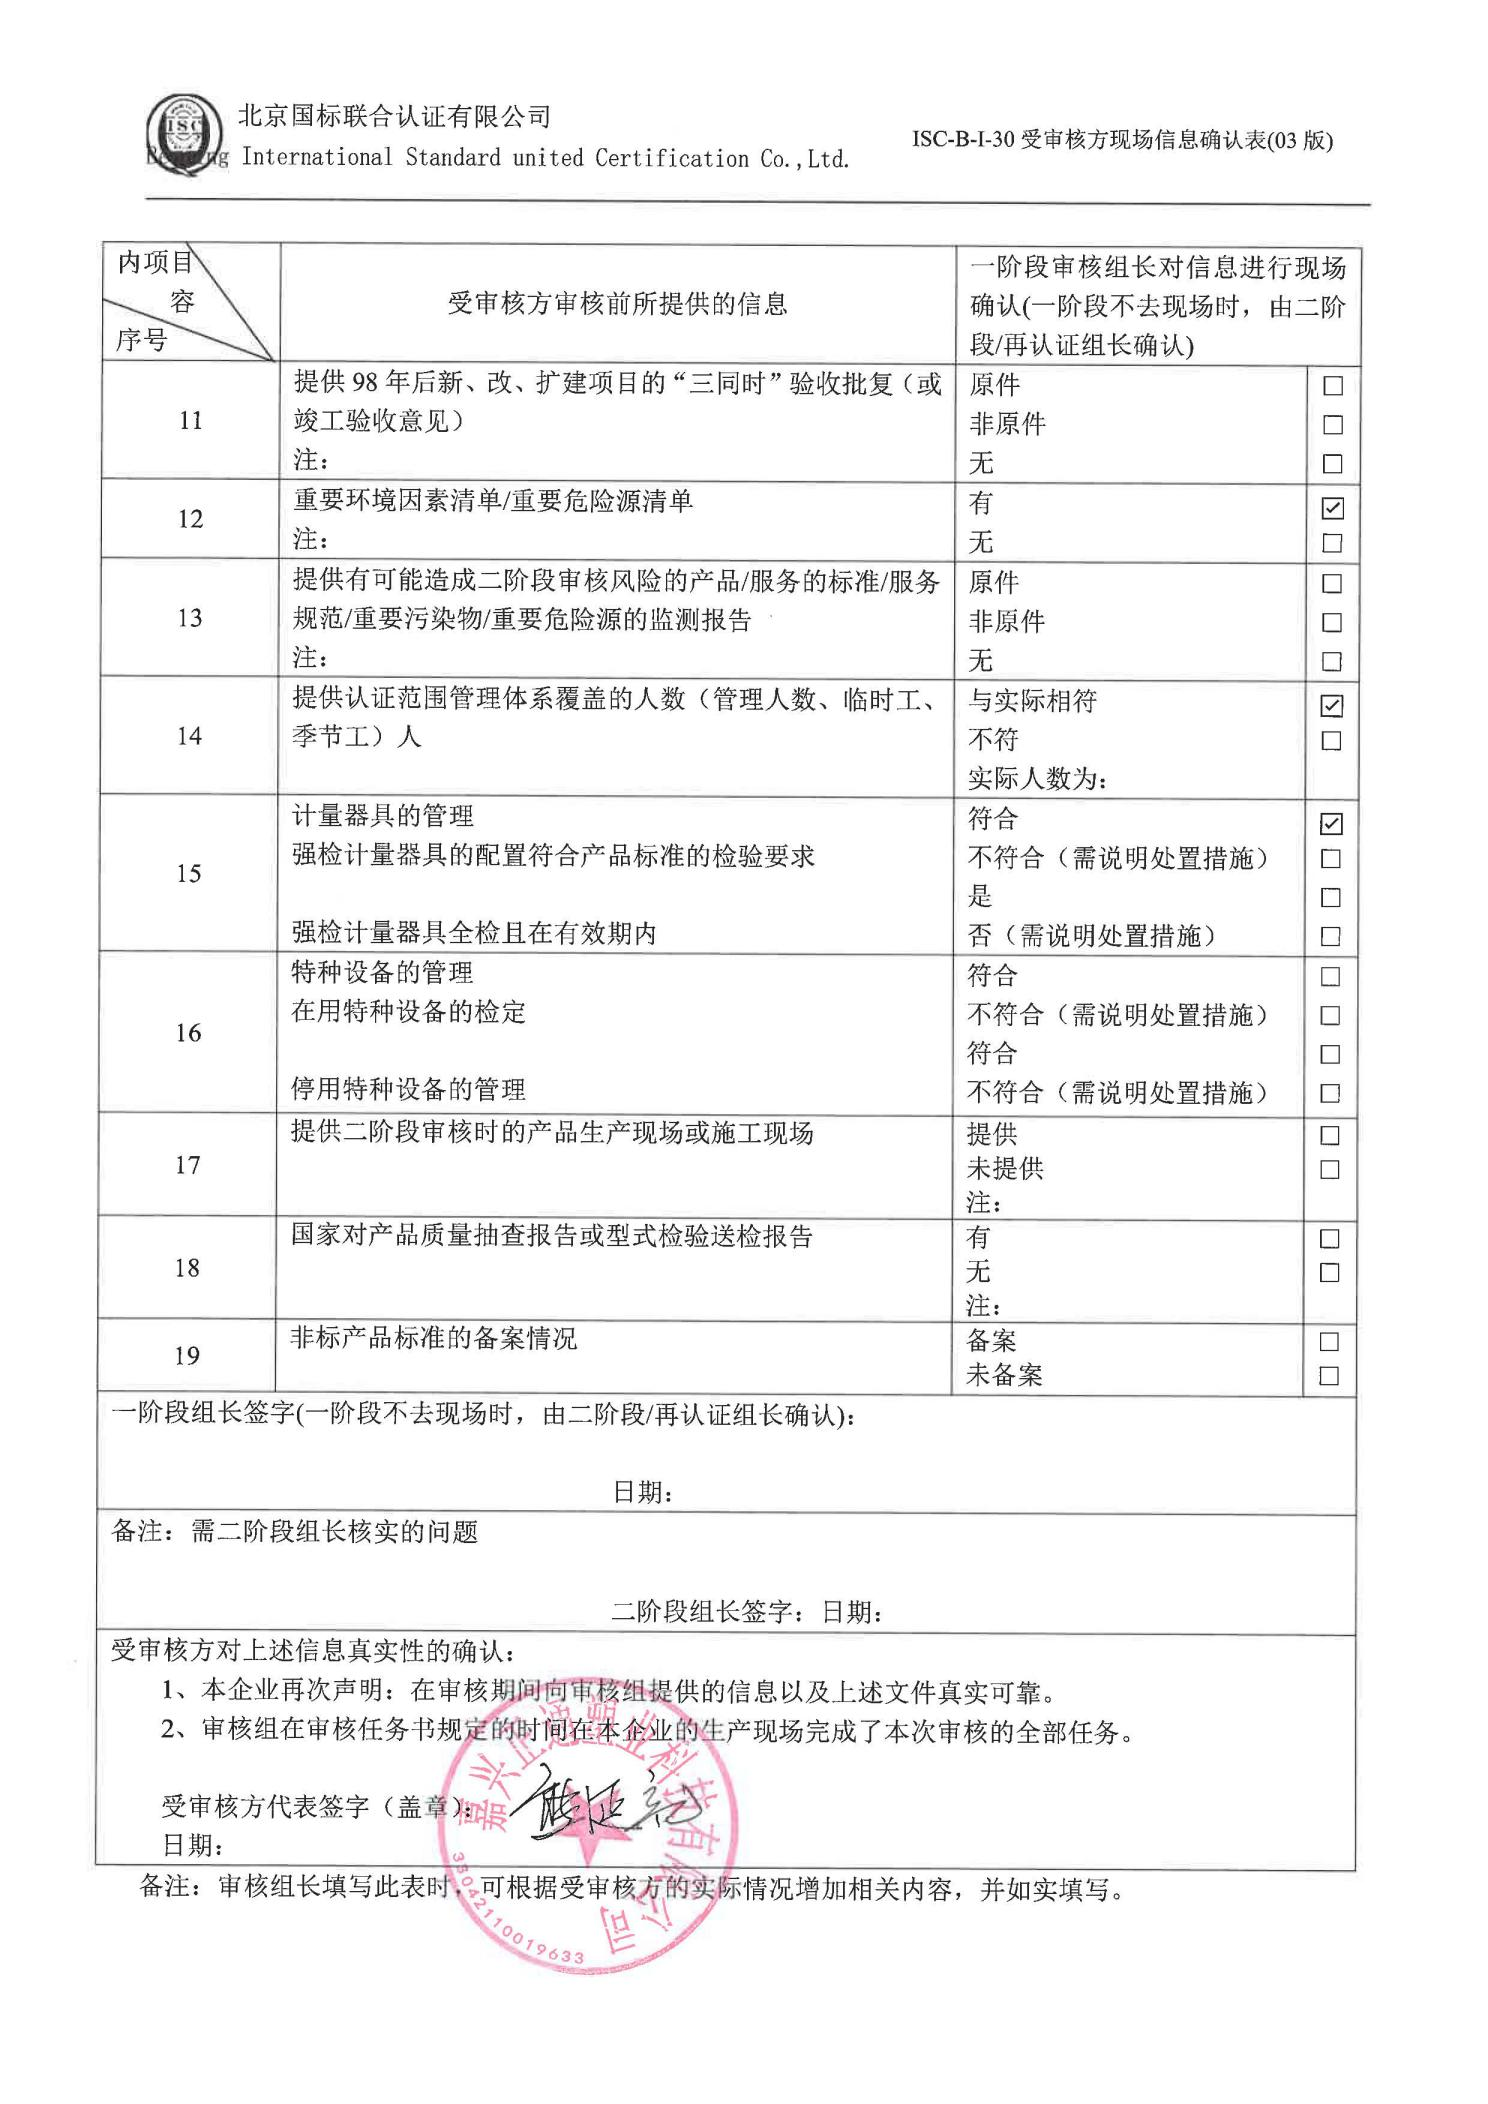 北京国标联合认证有限公司
ISC
Beijing International Standard united Certification Co.,Ltd.
ISC-B-I-30 受审核方现场信息确认表(03 版)
内项目
容
序号
受审核方审核前所提供的信息
一阶段审核组长对信息进行现场
确认(一阶段不去现场时，由二阶
段/再认证组长确认)
11
提供 98 年后新、改、扩建项目的“三同时”验收批复（或
竣工验收意见）
注：
原件 □
非原件 □
无 □
12
重要环境因素清单/重要危险源清单
注：
有 ☑
无 □
13
提供有可能造成二阶段审核风险的产品/服务的标准/服务
规范/重要污染物/重要危险源的监测报告
注：
原件 □
非原件 □
无 □
14
提供认证范围管理体系覆盖的人数（管理人数、临时工、
季节工）人
与实际相符 ☑
不符 □
实际人数为：
15
计量器具的管理
强检计量器具的配置符合产品标准的检验要求
强检计量器具全检且在有效期内
符合 ☑
不符合（需说明处置措施） □
是 □
否（需说明处置措施） □
16
特种设备的管理
在用特种设备的检定
停用特种设备的管理
符合 □
不符合（需说明处置措施） □
符合 □
不符合（需说明处置措施） □
17
提供二阶段审核时的产品生产现场或施工现场
提供 □
未提供 □
注：
18
国家对产品质量抽查报告或型式检验送检报告
有 □
无 □
注：
19
非标产品标准的备案情况
备案 □
未备案 □
一阶段组长签字(一阶段不去现场时，由二阶段/再认证组长确认)：
日期：
备注：需二阶段组长核实的问题
二阶段组长签字：日期：
受审核方对上述信息真实性的确认：
1、本企业再次声明：在审核期间向审核组提供的信息以及上述文件真实可靠。
2、审核组在审核任务书规定的时间在本企业的生产现场完成了本次审核的全部任务。
受审核方代表签字（盖章）：
日期：
嘉兴正通塑业科技有限公司
33042110019633
备注：审核组长填写此表时，可根据受审核方的实际情况增加相关内容，并如实填写。